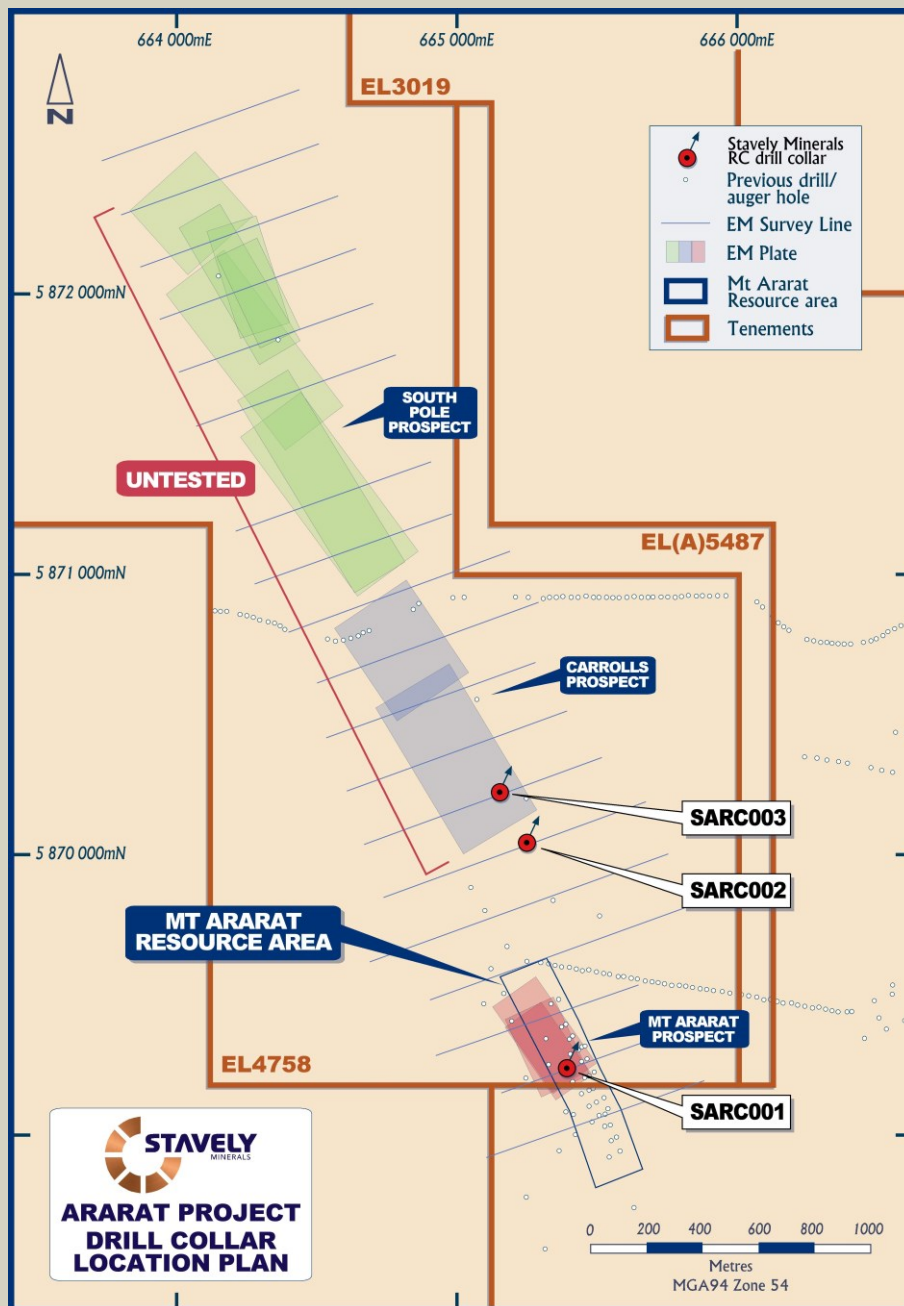 664 000mE
665 000mE
666 000mE
EL3019
N
Stavely Minerals
RC drill collar
Previous drill/
auger hole
EM Survey Line
EM Plate
Mt Ararat
Resource area
Tenements
5 872 000mN
SOUTH
POLE
PROSPECT
UNTESTED
EL(A)5487
5 871 000mN
CARROLLS
PROSPECT
SARC003
5 870 000mN
SARC002
MT ARARAT
RESOURCE AREA
MT ARARAT
PROSPECT
EL4758
SARC001
STAVELY
MINERALS
ARARAT PROJECT
DRILL COLLAR
LOCATION PLAN
0 200 400 600 800 1000
Metres
MGA94 Zone 54